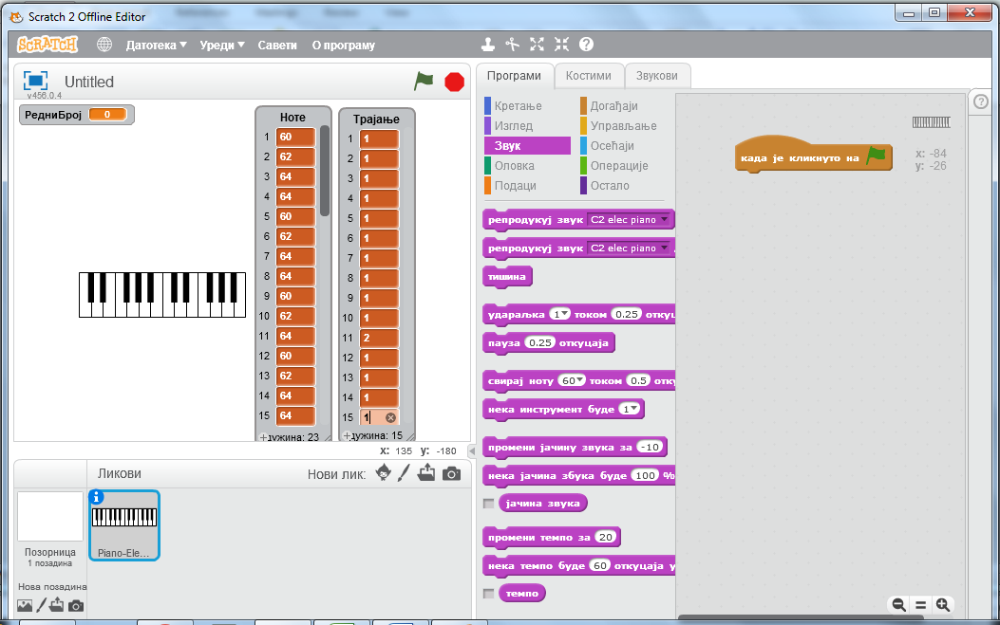 Scratch 2 Offline Editor
SCRATCH Датотека Уреди Савети О програму
Untitled
v456.0.4
РедниБрој 0
Ноте
1 60
2 62
3 64
4 64
5 60
6 62
7 64
8 64
9 60
10 62
11 64
12 60
13 62
14 64
15 64
дужина: 23
Трајање
1 1
2 1
3 1
4 1
5 1
6 1
7 1
8 1
9 1
10 1
11 2
12 1
13 1
14 1
15 1
дужина: 15
x: 135 y: -180
Ликови
Нови лик:
Позорница
1 позадина
Нова позадина
Piano-Ele...
Програми Костими Звукови
Кретање Догађаји
Изглед Управљање
Звук Осећаји
Оловка Операције
Подаци Остало
репродукуј звук C2 elec piano
репродукуј звук C2 elec piano
тишина
удараљка 1 током 0.25 откуц
пауза 0.25 откуцаја
свирај ноту 60 током 0.5 отку
нека инструмент буде 1
промени јачину звука за -10
нека јачина збука буде 100 %
јачина звука
промени темпо за 20
нека темпо буде 60 откуцаја у
темпо
када је кликнуто на
x: -84
y: -26